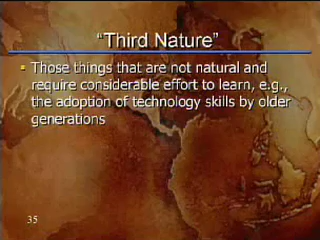 “Third Nature”
Those things that are not natural and
require considerable effort to learn, e.g.,
the adoption of technology skills by older
generations
35